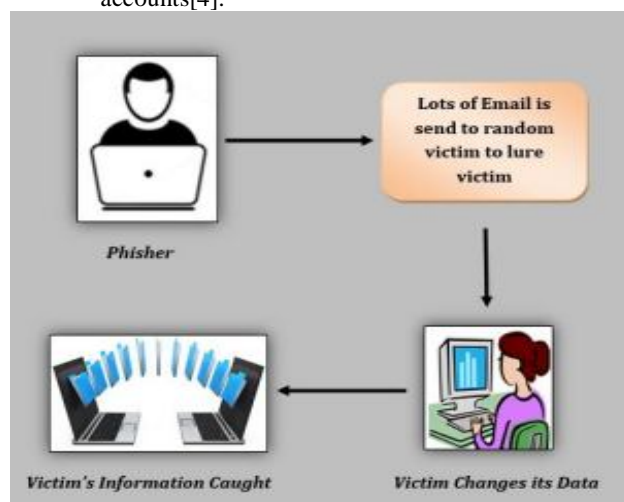 accounts[4].
Lots of Email is
send to random
victim to lure
victim
Phisher
Victim's Information Caught
Victim Changes its Data